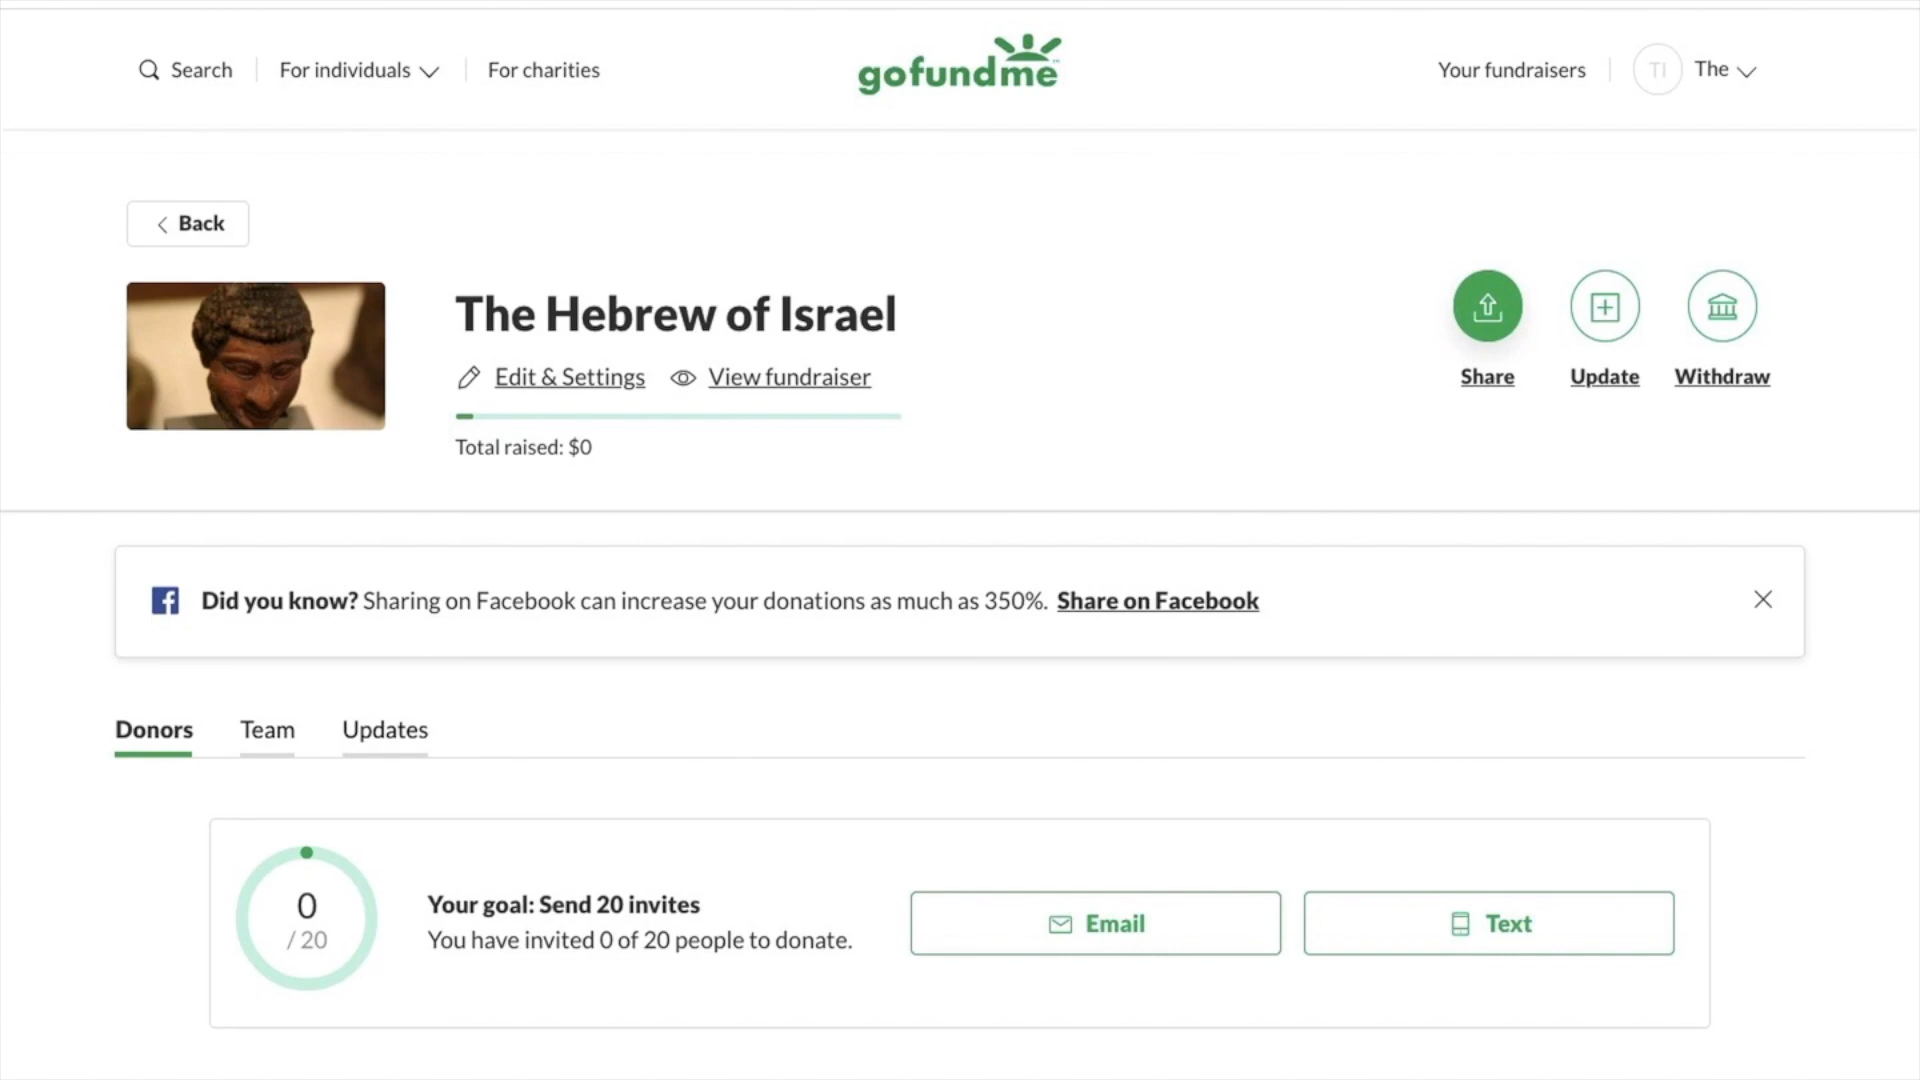 Search
For individuals
For charities
gofundme
Your fundraisers
TI
The
Back
The Hebrew of Israel
Edit & Settings
View fundraiser
Total raised: $0
Share
Update
Withdraw
Did you know? Sharing on Facebook can increase your donations as much as 350%. Share on Facebook
Donors
Team
Updates
0
/ 20
Your goal: Send 20 invites
You have invited 0 of 20 people to donate.
Email
Text